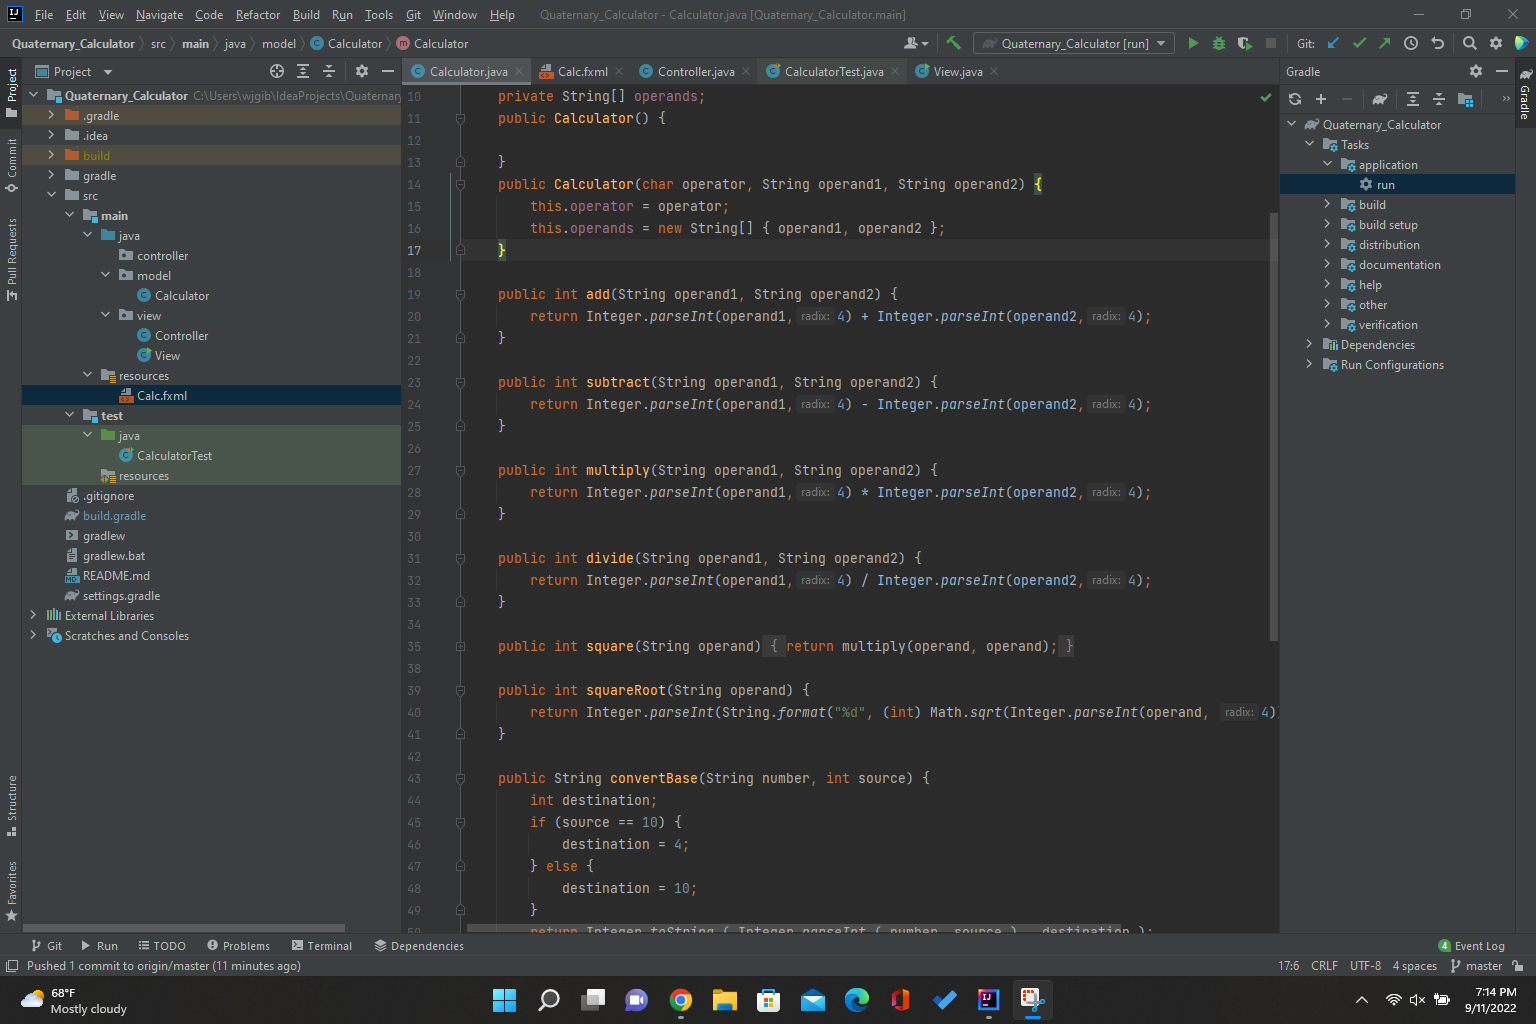 IJ File Edit View Navigate Code Refactor Build Run Tools Git Window Help Quaternary_Calculator - Calculator.java [Quaternary_Calculator.main]
Quaternary_Calculator src main java model C Calculator m Calculator Quaternary_Calculator [run] Git:
Project
Calculator.java Calc.fxml Controller.java CalculatorTest.java View.java
Gradle
Project
Commit
Pull Requests
Structure
Favorites
Quaternary_Calculator C:\Users\wjgib\IdeaProjects\Quaternary
.gradle
.idea
build
gradle
src
main
java
controller
model
Calculator
view
Controller
View
resources
Calc.fxml
test
java
CalculatorTest
resources
.gitignore
build.gradle
gradlew
gradlew.bat
README.md
settings.gradle
External Libraries
Scratches and Consoles
10 private String[] operands;
11 public Calculator() {
12
13 }
14 public Calculator(char operator, String operand1, String operand2) {
15 this.operator = operator;
16 this.operands = new String[] { operand1, operand2 };
17 }
18
19 public int add(String operand1, String operand2) {
20 return Integer.parseInt(operand1, radix: 4) + Integer.parseInt(operand2, radix: 4);
21 }
22
23 public int subtract(String operand1, String operand2) {
24 return Integer.parseInt(operand1, radix: 4) - Integer.parseInt(operand2, radix: 4);
25 }
26
27 public int multiply(String operand1, String operand2) {
28 return Integer.parseInt(operand1, radix: 4) * Integer.parseInt(operand2, radix: 4);
29 }
30
31 public int divide(String operand1, String operand2) {
32 return Integer.parseInt(operand1, radix: 4) / Integer.parseInt(operand2, radix: 4);
33 }
34
35 public int square(String operand) { return multiply(operand, operand); }
38
39 public int squareRoot(String operand) {
40 return Integer.parseInt(String.format("%d", (int) Math.sqrt(Integer.parseInt(operand, radix: 4)
41 }
42
43 public String convertBase(String number, int source) {
44 int destination;
45 if (source == 10) {
46 destination = 4;
47 } else {
48 destination = 10;
49 }
50 return Integer.toString ( Integer.parseInt ( number, source ) , destination );
Gradle
Quaternary_Calculator
Tasks
application
run
build
build setup
distribution
documentation
help
other
verification
Dependencies
Run Configurations
Git Run TODO Problems Terminal Dependencies 4 Event Log
Pushed 1 commit to origin/master (11 minutes ago) 17:6 CRLF UTF-8 4 spaces master
68°F
Mostly cloudy
7:14 PM
9/11/2022